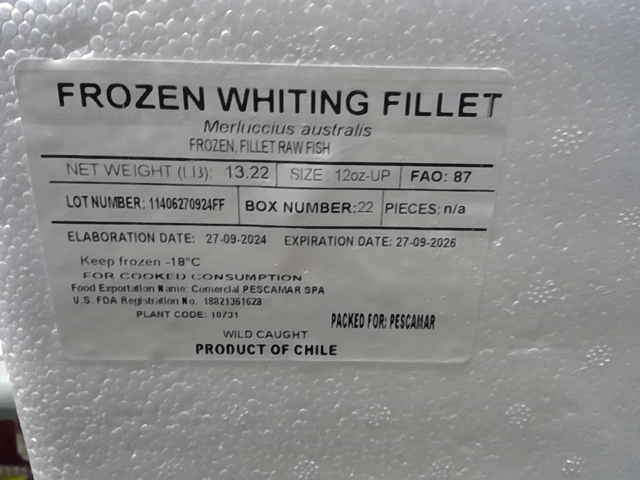 FROZEN WHITING FILLET
Merluccius australis
FROZEN, FILLET RAW FISH
NET WEIGHT (LB): 13.22 SIZE: 12oz-UP FAO: 87
LOT NUMBER: 11406270924FF BOX NUMBER:22 PIECES: n/a
ELABORATION DATE: 27-09-2024 EXPIRATION DATE: 27-09-2026
Keep frozen -18°C
FOR COOKED CONSUMPTION
Food Exportation Name: Comercial PESCAMAR SPA
U.S. FDA Registration No. 18821361628
PLANT CODE: 10731
PACKED FOR: PESCAMAR
WILD CAUGHT
PRODUCT OF CHILE